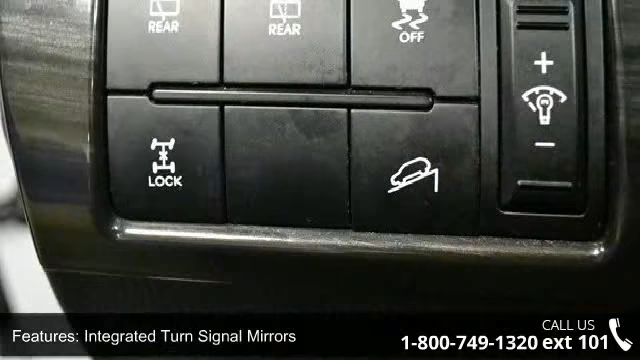 REAR
REAR
OFF
+
LOCK
-
Features: Integrated Turn Signal Mirrors
CALL US
1-800-749-1320 ext 101